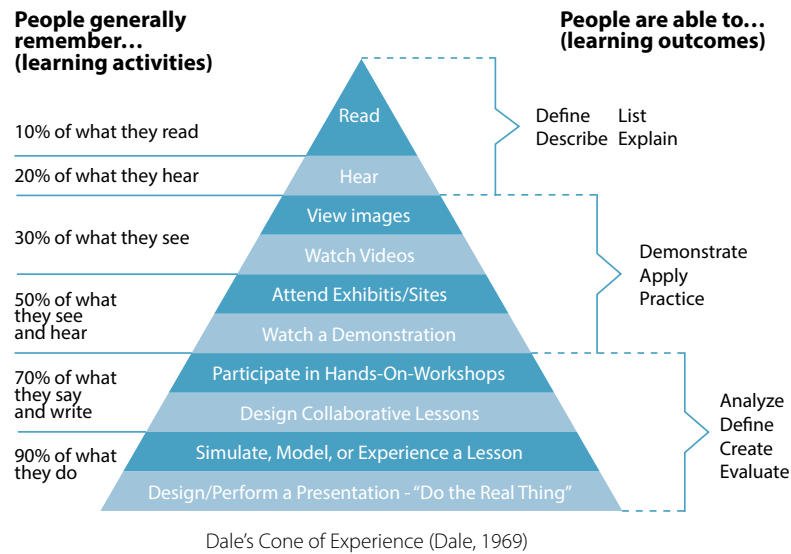 People generally
remember…
(learning activities)
People are able to…
(learning outcomes)
10% of what they read
20% of what they hear
30% of what they see
50% of what
they see
and hear
70% of what
they say
and write
90% of what
they do
Read
Hear
View images
Watch Videos
Attend Exhibitis/Sites
Watch a Demonstration
Participate in Hands-On-Workshops
Design Collaborative Lessons
Simulate, Model, or Experience a Lesson
Design/Perform a Presentation - “Do the Real Thing”
Define List
Describe Explain
Demonstrate
Apply
Practice
Analyze
Define
Create
Evaluate
Dale’s Cone of Experience (Dale, 1969)